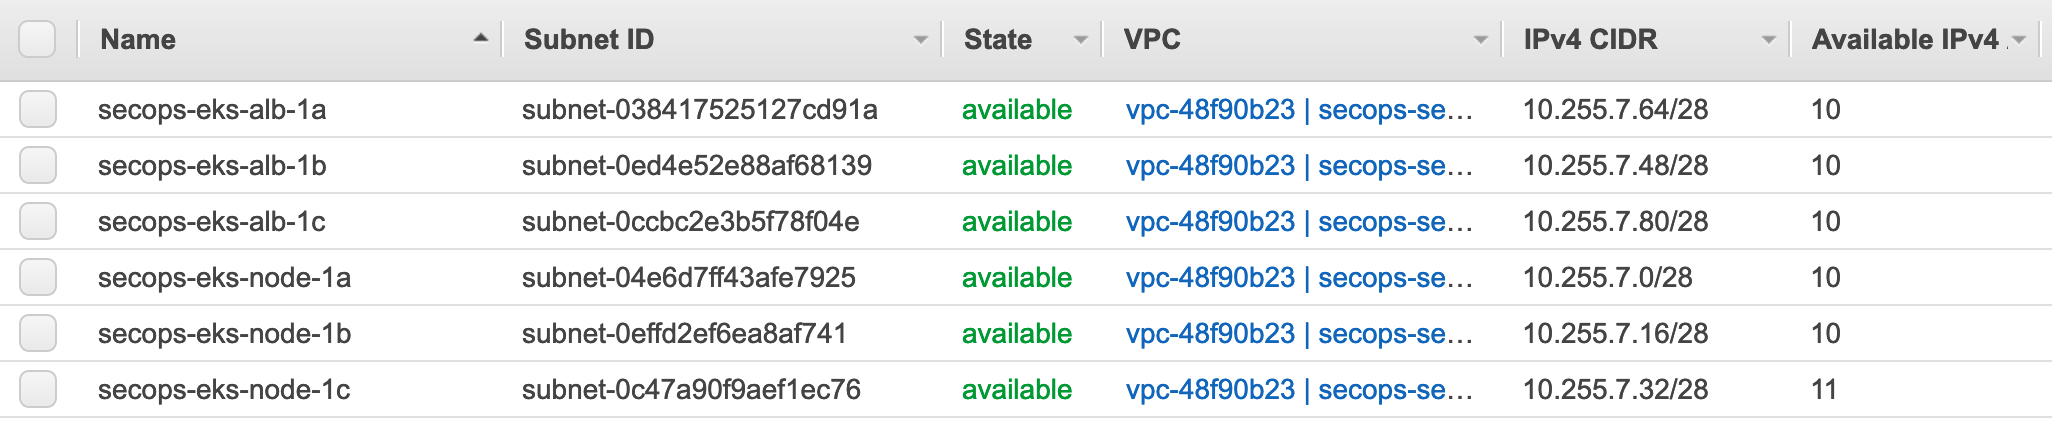 Name Subnet ID State VPC IPv4 CIDR Available IPv4
secops-eks-alb-1a subnet-038417525127cd91a available vpc-48f90b23 | secops-se... 10.255.7.64/28 10
secops-eks-alb-1b subnet-0ed4e52e88af68139 available vpc-48f90b23 | secops-se... 10.255.7.48/28 10
secops-eks-alb-1c subnet-0ccbc2e3b5f78f04e available vpc-48f90b23 | secops-se... 10.255.7.80/28 10
secops-eks-node-1a subnet-04e6d7ff43afe7925 available vpc-48f90b23 | secops-se... 10.255.7.0/28 10
secops-eks-node-1b subnet-0effd2ef6ea8af741 available vpc-48f90b23 | secops-se... 10.255.7.16/28 10
secops-eks-node-1c subnet-0c47a90f9aef1ec76 available vpc-48f90b23 | secops-se... 10.255.7.32/28 11